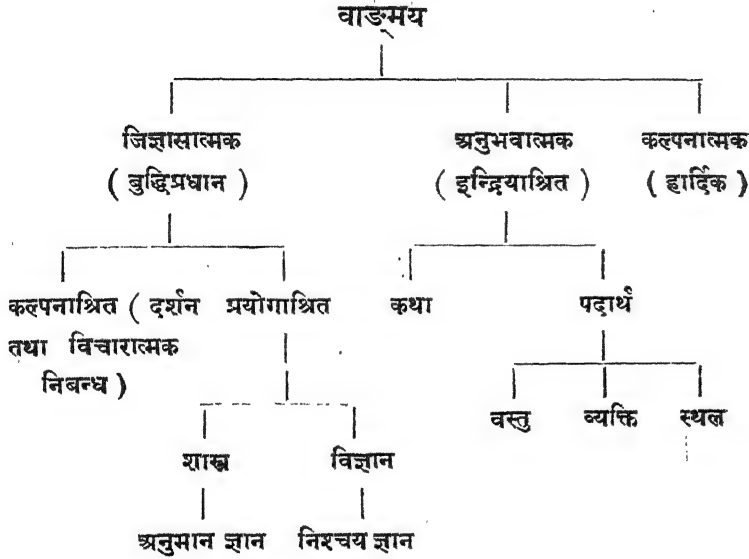 वाङ्मय
जिज्ञासात्मक अनुभवात्मक कल्पनात्मक
( बुद्धिप्रधान ) ( इन्द्रियाश्रित ) ( हार्दिक )
कल्पनाश्रित ( दर्शन प्रयोगाश्रित कथा पदार्थ
तथा विचारात्मक
निबन्ध )
वस्तु व्यक्ति स्थल
शास्त्र विज्ञान
अनुमान ज्ञान निश्चय ज्ञान